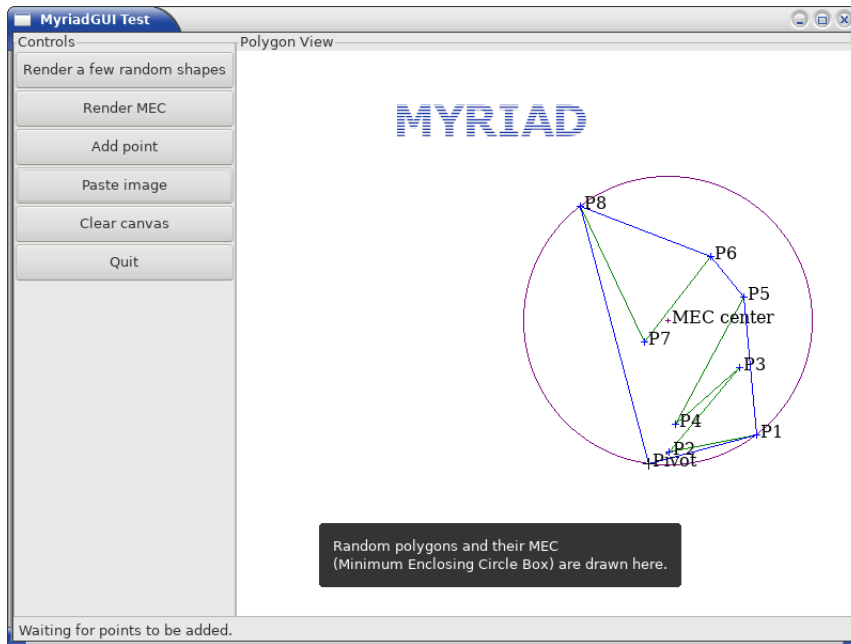 MyriadGUI Test
Controls
Polygon View
Render a few random shapes
Render MEC
Add point
Paste image
Clear canvas
Quit
MYRIAD
P8
P6
P5
MEC center
P7
P3
P4
P1
P2
Pivot
Random polygons and their MEC
(Minimum Enclosing Circle Box) are drawn here.
Waiting for points to be added.